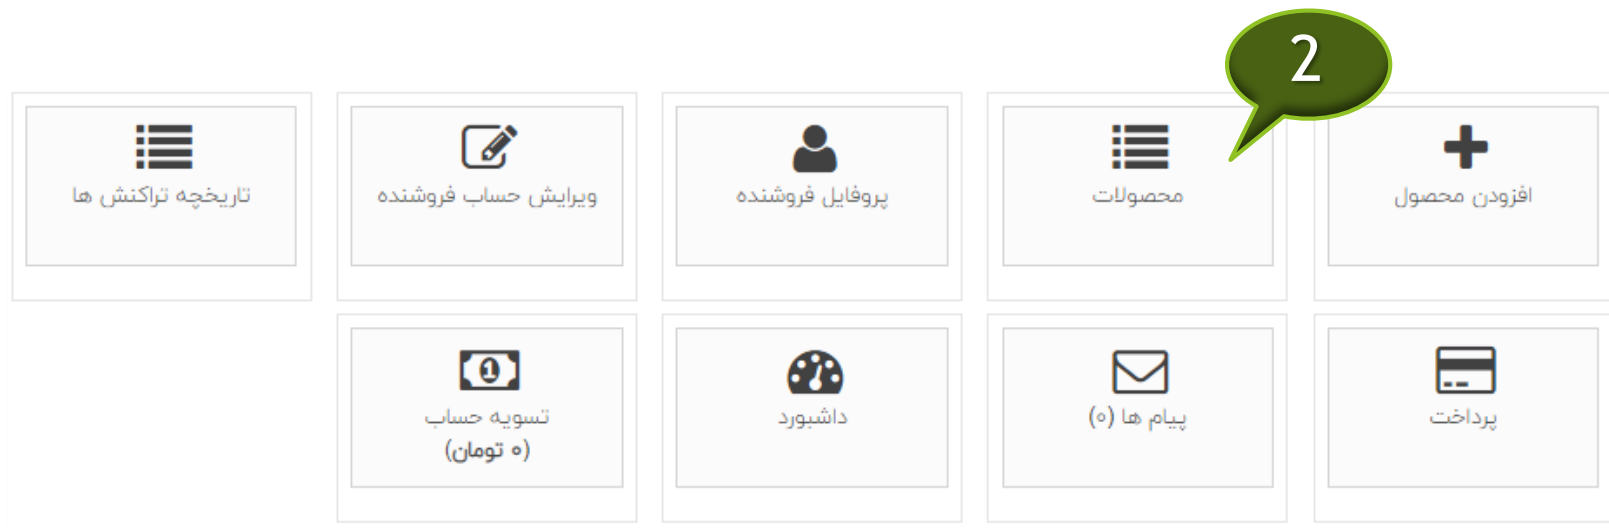 2
افزودن محصول
محصولات
پروفایل فروشنده
ویرایش حساب فروشنده
تاریخچه تراکنش ها
پرداخت
پیام ها (۰)
داشبورد
تسویه حساب
(۰ تومان)